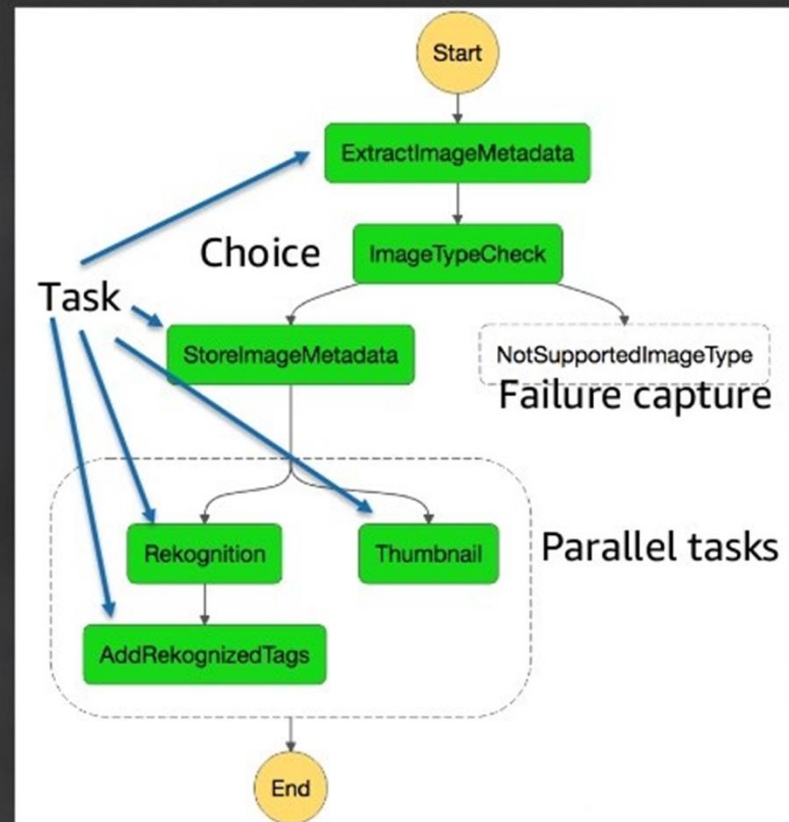 Start
ExtractImageMetadata
Choice
ImageTypeCheck
Task
StoreImageMetadata
NotSupportedImageType
Failure capture
Rekognition
Thumbnail
Parallel tasks
AddRekognizedTags
End